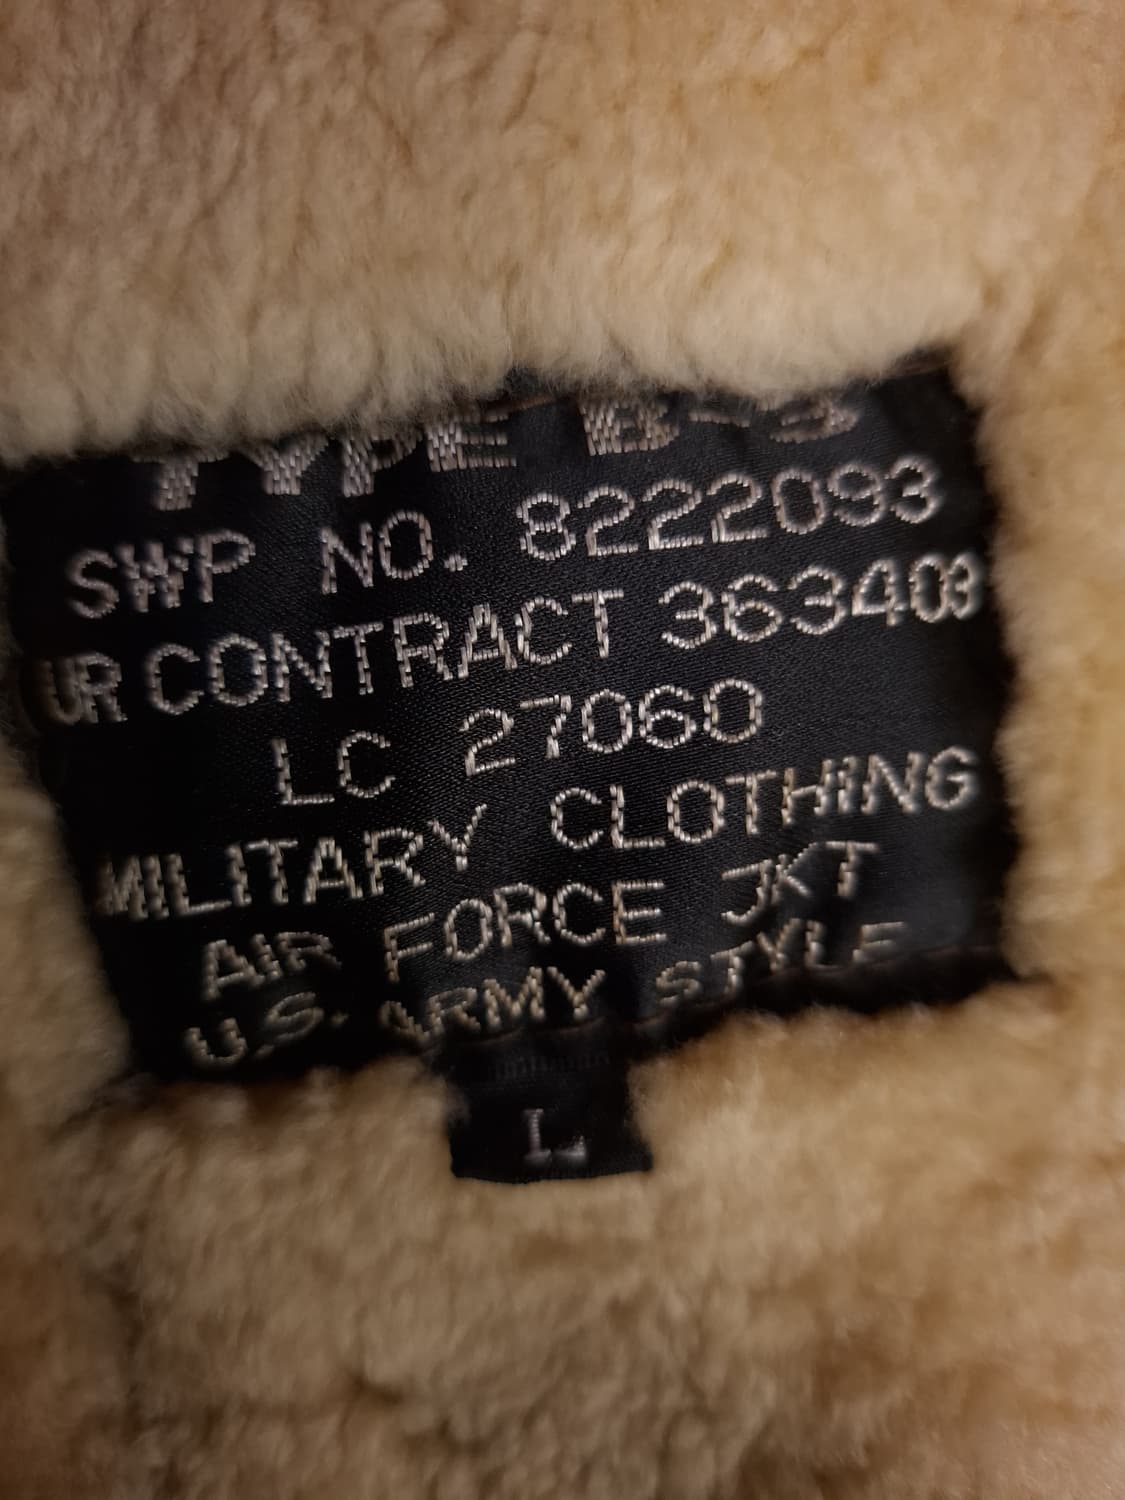 TYPE B-3
SWP NO. 8222093
UR CONTRACT 363403
LC 27060
MILITARY CLOTHING
AIR FORCE JKT
U.S. ARMY STYLE
L